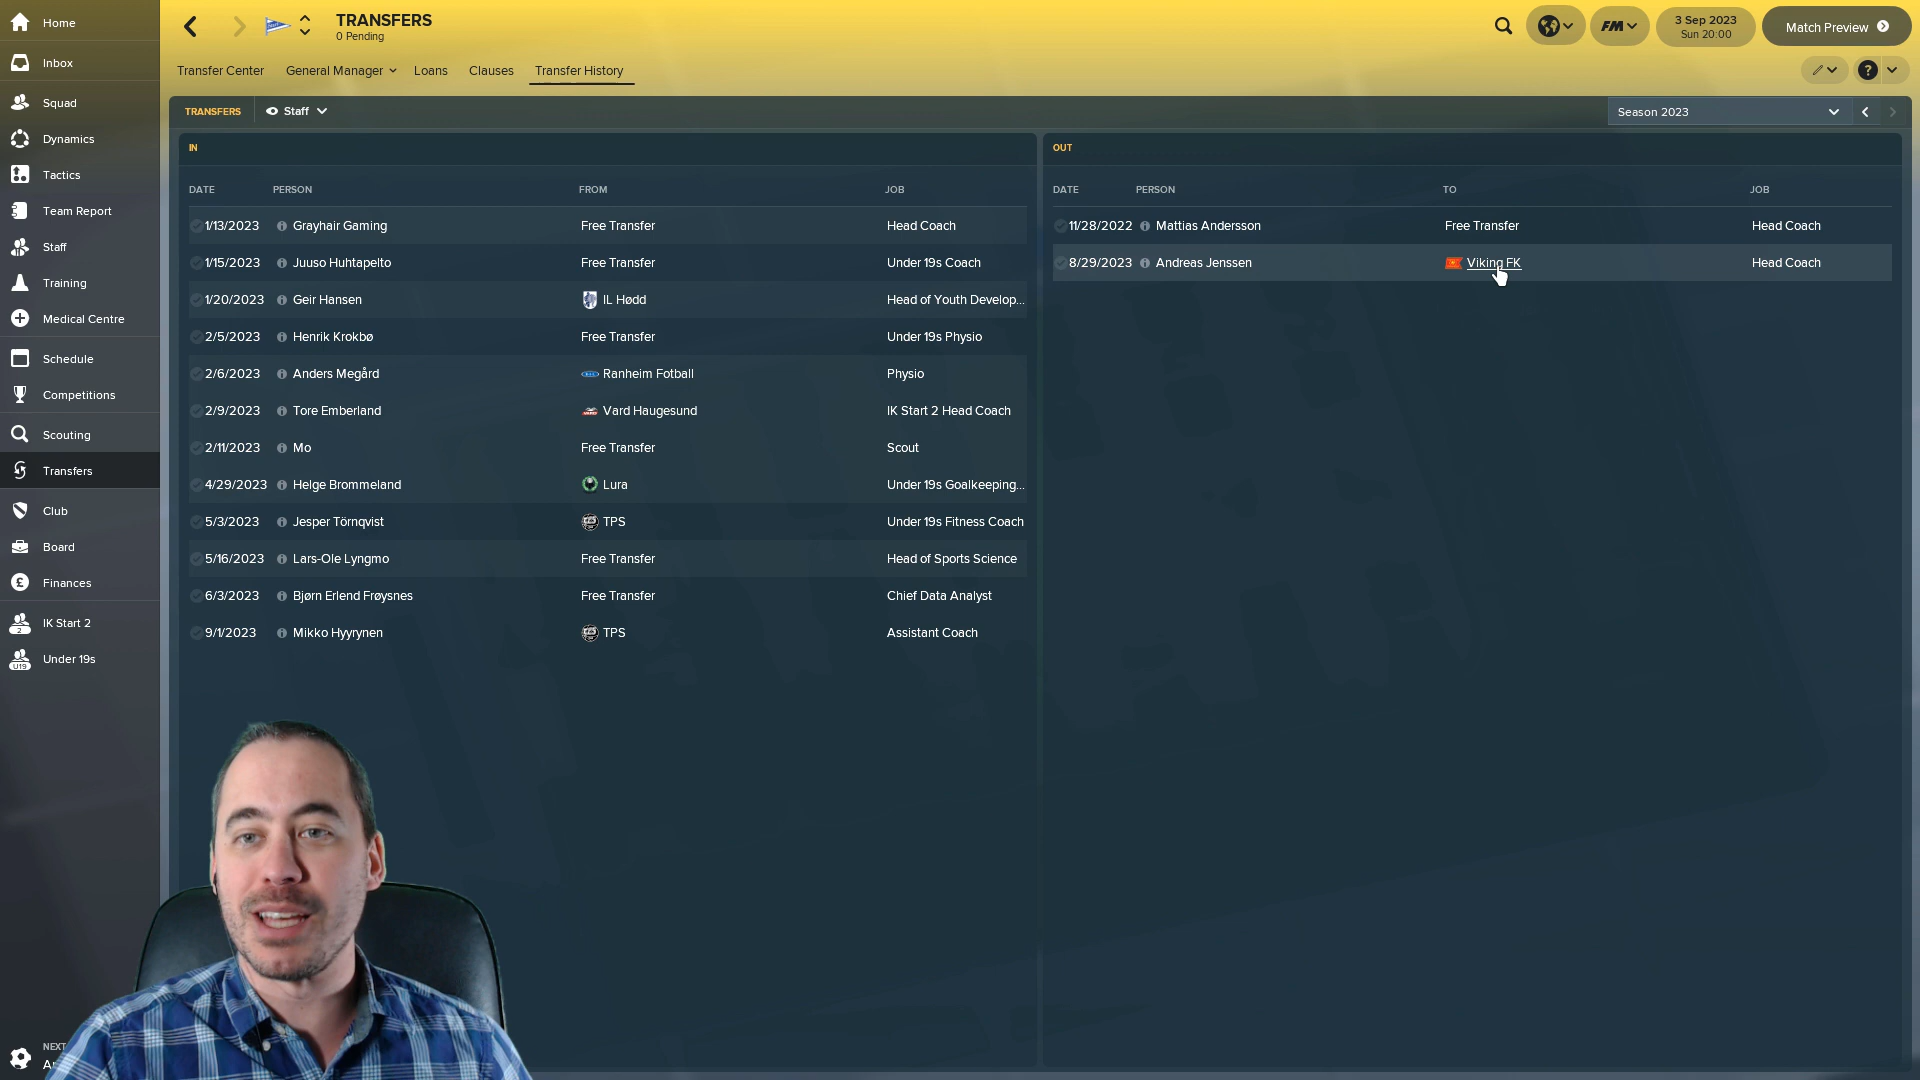 Home
Inbox
Squad
Dynamics
Tactics
Team Report
Staff
Training
Medical Centre
Schedule
Competitions
Scouting
Transfers
Club
Board
Finances
IK Start 2
Under 19s
TRANSFERS
0 Pending
FM
3 Sep 2023
Sun 20:00
Match Preview
Transfer Center General Manager Loans Clauses Transfer History
TRANSFERS Staff
Season 2023
IN
DATE PERSON FROM JOB
1/13/2023 Grayhair Gaming Free Transfer Head Coach
1/15/2023 Juuso Huhtapelto Free Transfer Under 19s Coach
1/20/2023 Geir Hansen IL Hødd Head of Youth Develop...
2/5/2023 Henrik Krokbø Free Transfer Under 19s Physio
2/6/2023 Anders Megård Ranheim Fotball Physio
2/9/2023 Tore Emberland Vard Haugesund IK Start 2 Head Coach
2/11/2023 Mo Free Transfer Scout
4/29/2023 Helge Brommeland Lura Under 19s Goalkeeping...
5/3/2023 Jesper Törnqvist TPS Under 19s Fitness Coach
5/16/2023 Lars-Ole Lyngmo Free Transfer Head of Sports Science
6/3/2023 Bjørn Erlend Frøysnes Free Transfer Chief Data Analyst
9/1/2023 Mikko Hyyrynen TPS Assistant Coach
OUT
DATE PERSON TO JOB
11/28/2022 Mattias Andersson Free Transfer Head Coach
8/29/2023 Andreas Jenssen Viking FK Head Coach
NEXT